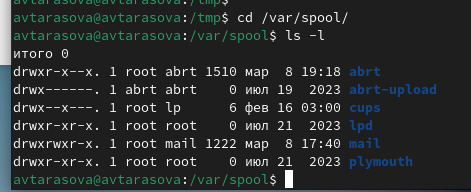 avtarasova@avtarasova:/tmp$
avtarasova@avtarasova:/tmp$ cd /var/spool/
avtarasova@avtarasova:/var/spool$ ls -l
итого 0
drwxr-x--x. 1 root abrt 1510 мар  8 19:18 abrt
drwx------. 1 abrt abrt    0 июл 19  2023 abrt-upload
drwx--x---. 1 root lp      6 фев 16 03:00 cups
drwxr-xr-x. 1 root root    0 июл 21  2023 lpd
drwxrwxr-x. 1 root mail 1222 мар  8 17:40 mail
drwxr-xr-x. 1 root root    0 июл 21  2023 plymouth
avtarasova@avtarasova:/var/spool$